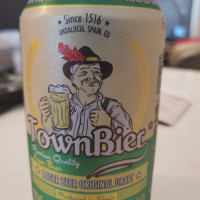 Since 1516
ANDALUCIA. SPAIN. EU
TownBier
Premium Quality
LAGER BEER ORIGINAL DRAFT